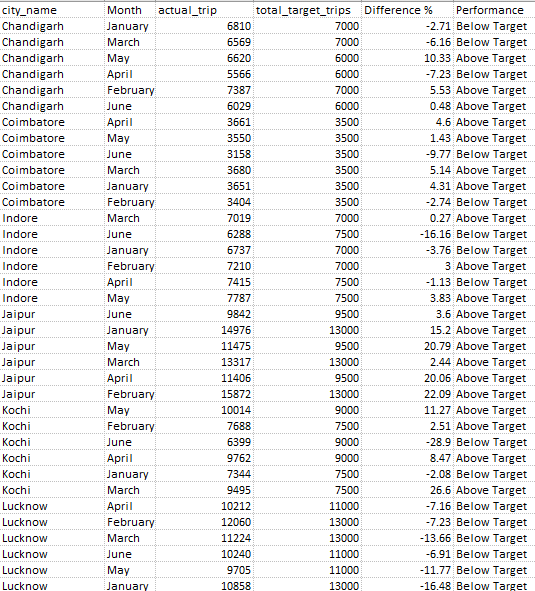 city_name Month actual_trip total_target_trips Difference % Performance
Chandigarh January 6810 7000 -2.71 Below Target
Chandigarh March 6569 7000 -6.16 Below Target
Chandigarh May 6620 6000 10.33 Above Target
Chandigarh April 5566 6000 -7.23 Below Target
Chandigarh February 7387 7000 5.53 Above Target
Chandigarh June 6029 6000 0.48 Above Target
Coimbatore April 3661 3500 4.6 Above Target
Coimbatore May 3550 3500 1.43 Above Target
Coimbatore June 3158 3500 -9.77 Below Target
Coimbatore March 3680 3500 5.14 Above Target
Coimbatore January 3651 3500 4.31 Above Target
Coimbatore February 3404 3500 -2.74 Below Target
Indore March 7019 7000 0.27 Above Target
Indore June 6288 7500 -16.16 Below Target
Indore January 6737 7000 -3.76 Below Target
Indore February 7210 7000 3 Above Target
Indore April 7415 7500 -1.13 Below Target
Indore May 7787 7500 3.83 Above Target
Jaipur June 9842 9500 3.6 Above Target
Jaipur January 14976 13000 15.2 Above Target
Jaipur May 11475 9500 20.79 Above Target
Jaipur March 13317 13000 2.44 Above Target
Jaipur April 11406 9500 20.06 Above Target
Jaipur February 15872 13000 22.09 Above Target
Kochi May 10014 9000 11.27 Above Target
Kochi February 7688 7500 2.51 Above Target
Kochi June 6399 9000 -28.9 Below Target
Kochi April 9762 9000 8.47 Above Target
Kochi January 7344 7500 -2.08 Below Target
Kochi March 9495 7500 26.6 Above Target
Lucknow April 10212 11000 -7.16 Below Target
Lucknow February 12060 13000 -7.23 Below Target
Lucknow March 11224 13000 -13.66 Below Target
Lucknow June 10240 11000 -6.91 Below Target
Lucknow May 9705 11000 -11.77 Below Target
Lucknow January 10858 13000 -16.48 Below Target